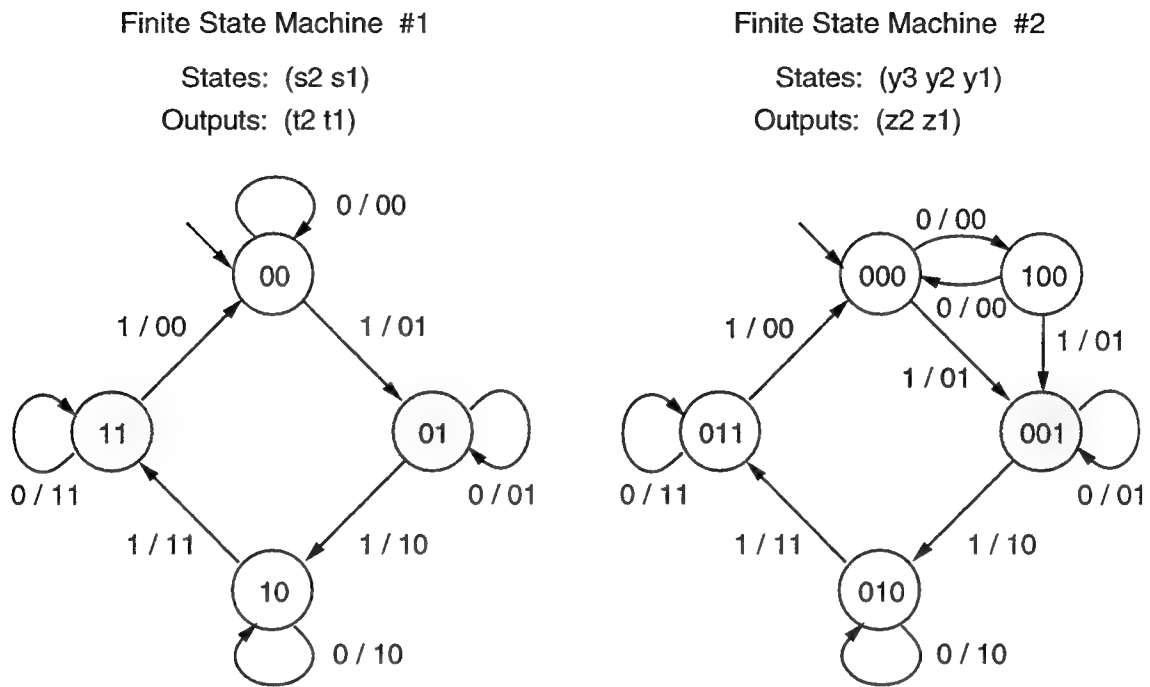 Finite State Machine #1
States: (s2 s1)
Outputs: (t2 t1)
0 / 00
00
1 / 00
1 / 01
11
01
0 / 11
0 / 01
1 / 11
1 / 10
10
0 / 10
Finite State Machine #2
States: (y3 y2 y1)
Outputs: (z2 z1)
0 / 00
000
100
0 / 00
1 / 00
1 / 01
1 / 01
011
001
0 / 11
0 / 01
1 / 11
1 / 10
010
0 / 10